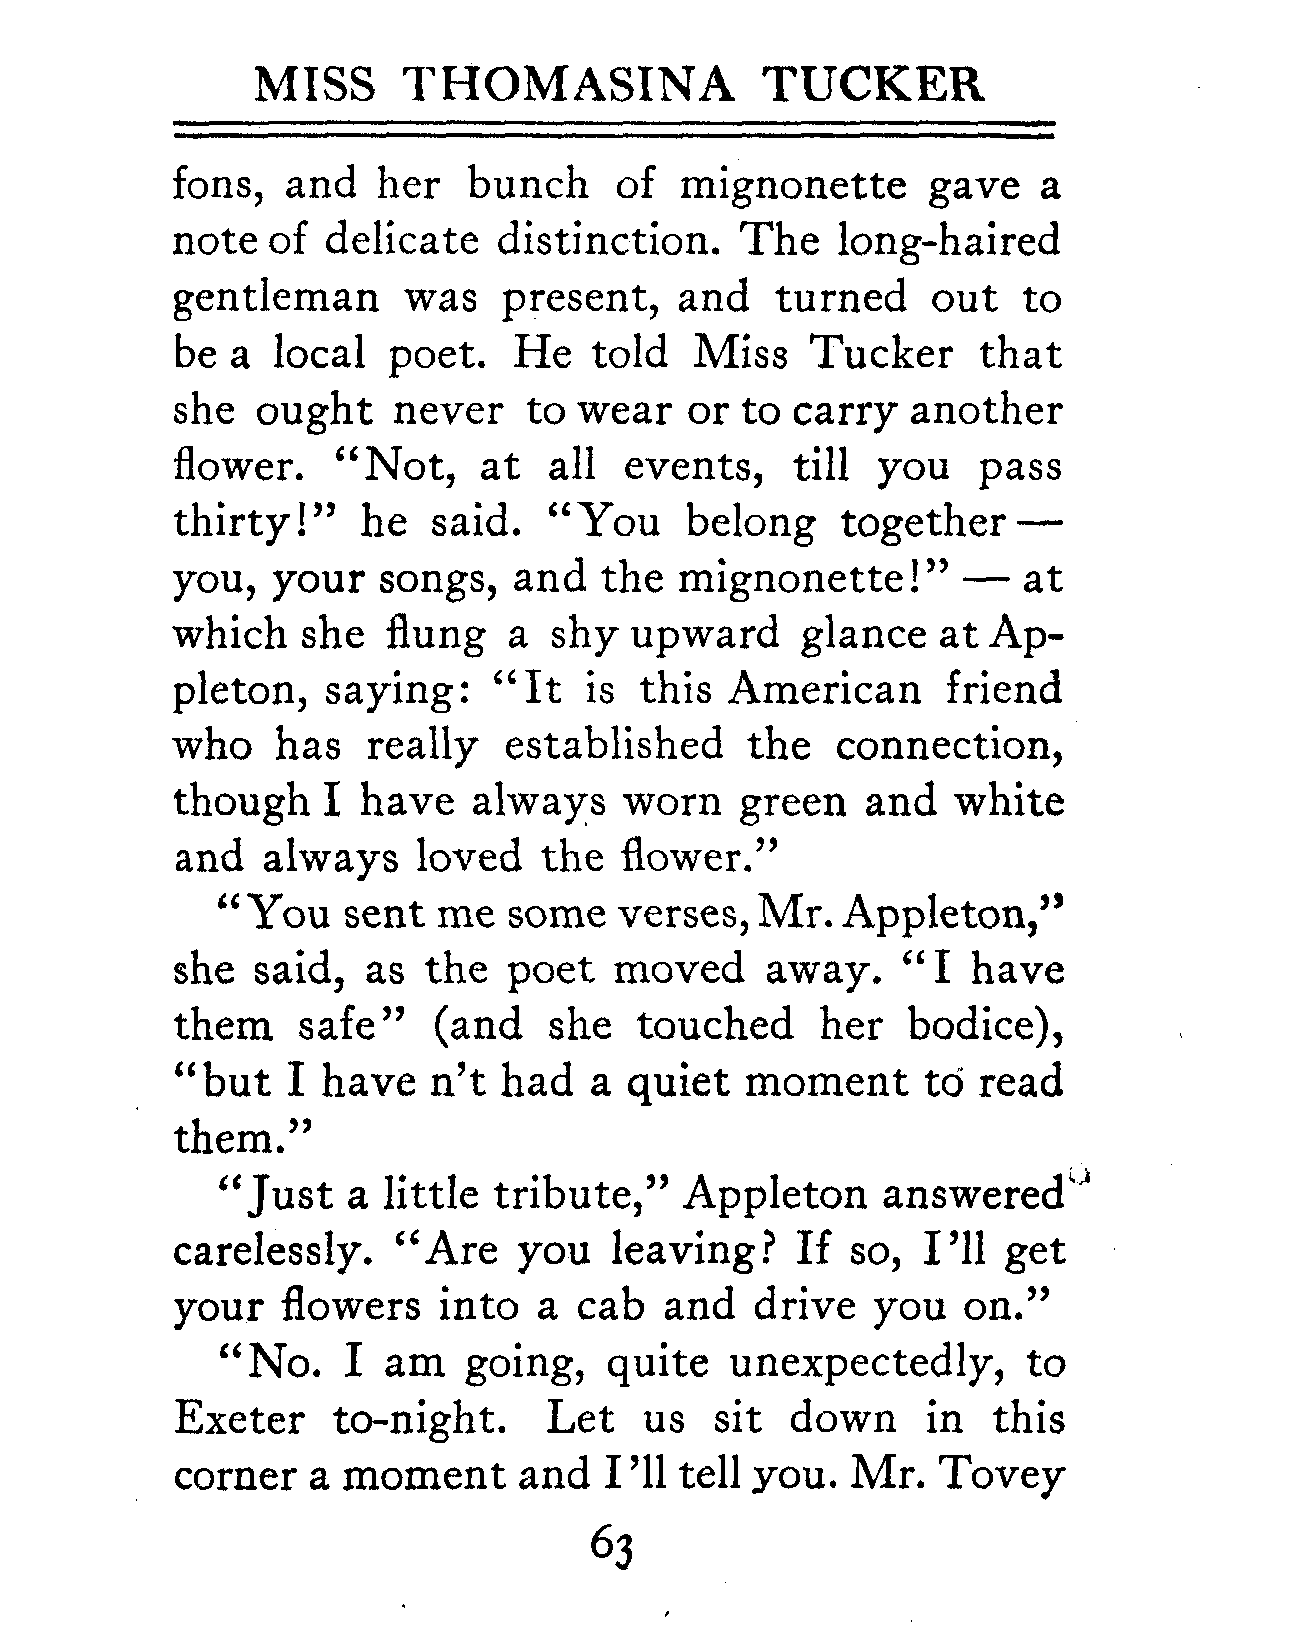 MISS THOMASINA TUCKER
fons, and her bunch of mignonette gave a
note of delicate distinction. The long-haired
gentleman was present, and turned out to
be a local poet. He told Miss Tucker that
she ought never to wear or to carry another
flower. “Not, at all events, till you pass
thirty!” he said. “You belong together —
you, your songs, and the mignonette!” — at
which she flung a shy upward glance at Ap-
pleton, saying: “It is this American friend
who has really established the connection,
though I have always worn green and white
and always loved the flower.”
“You sent me some verses, Mr. Appleton,”
she said, as the poet moved away. “I have
them safe” (and she touched her bodice),
“but I have n’t had a quiet moment to read
them.”
“Just a little tribute,” Appleton answered
carelessly. “Are you leaving? If so, I ’ll get
your flowers into a cab and drive you on.”
“No. I am going, quite unexpectedly, to
Exeter to-night. Let us sit down in this
corner a moment and I ’ll tell you. Mr. Tovey
63